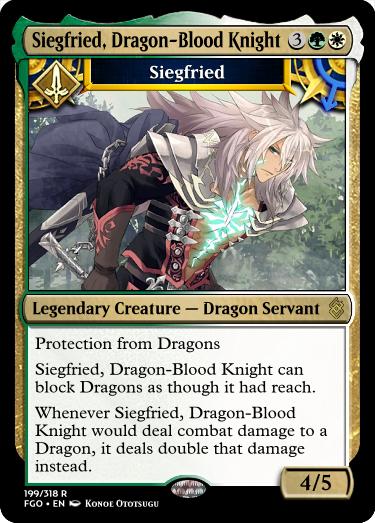 Siegfried, Dragon-Blood Knight 3
Siegfried
Legendary Creature — Dragon Servant
Protection from Dragons
Siegfried, Dragon-Blood Knight can
block Dragons as though it had reach.
Whenever Siegfried, Dragon-Blood
Knight would deal combat damage to a
Dragon, it deals double that damage
instead.
4/5
199/318 R
FGO • EN Konoe Ototsugu